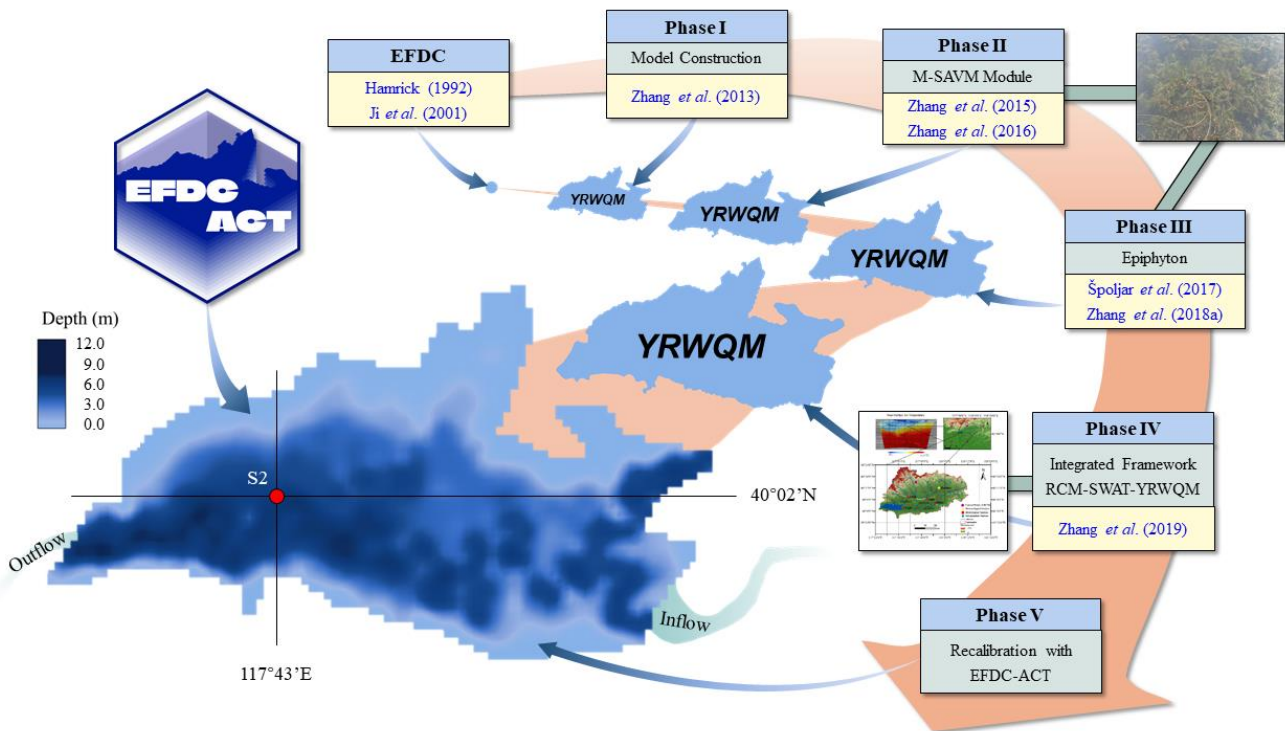 EFDC
Hamrick (1992)
Ji et al. (2001)
Phase I
Model Construction
Zhang et al. (2013)
Phase II
M-SAVM Module
Zhang et al. (2015)
Zhang et al. (2016)
EFDC
ACT
YRWQM
YRWQM
YRWQM
YRWQM
Phase III
Epiphyton
Špoljar et al. (2017)
Zhang et al. (2018a)
Depth (m)
12.0
9.0
6.0
3.0
0.0
S2
40°02’N
117°43’E
Outflow
Inflow
Phase IV
Integrated Framework
RCM-SWAT-YRWQM
Zhang et al. (2019)
Phase V
Recalibration with
EFDC-ACT